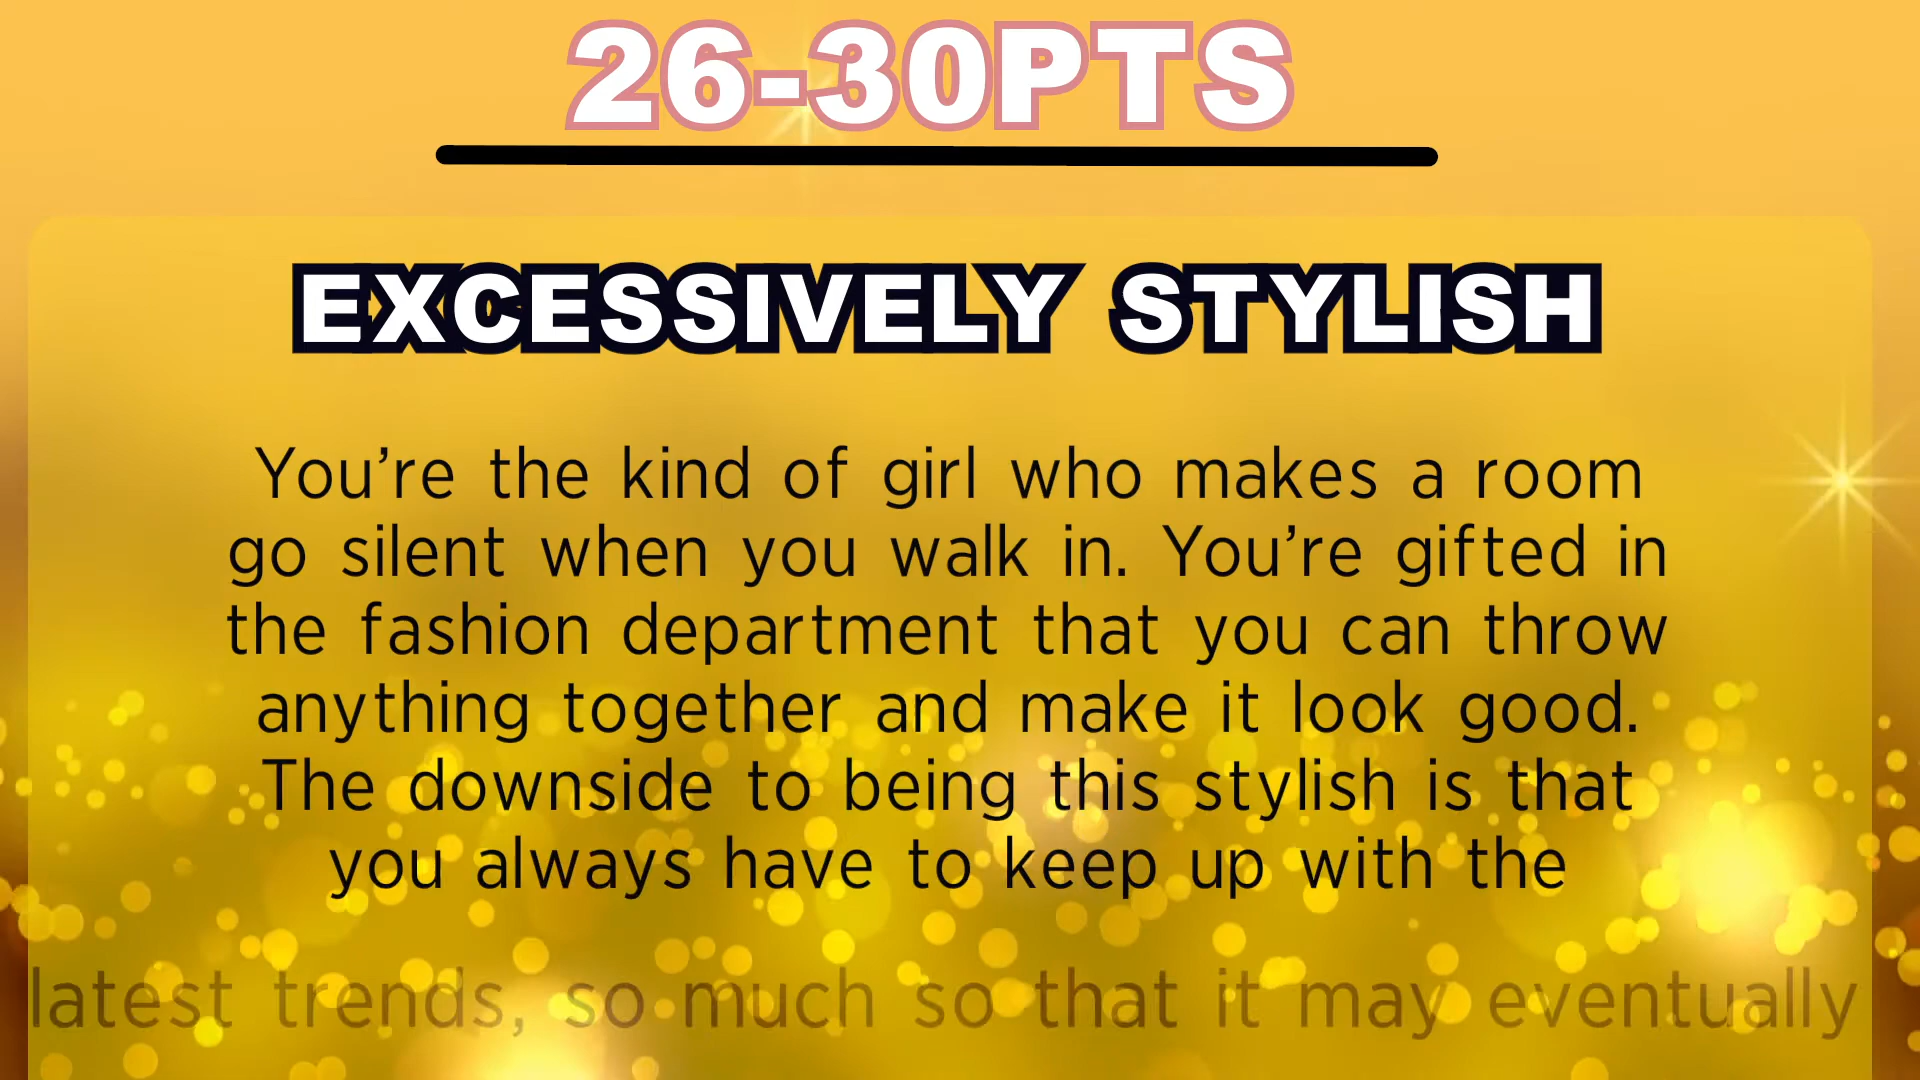 26-30PTS
EXCESSIVELY STYLISH
You’re the kind of girl who makes a room
go silent when you walk in. You’re gifted in
the fashion department that you can throw
anything together and make it look good.
The downside to being this stylish is that
you always have to keep up with the
latest trends, so much so that it may eventually